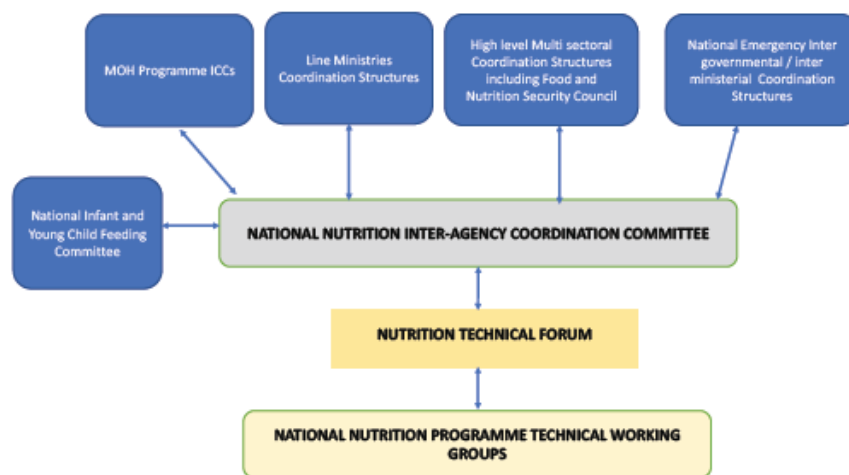 MOH Programme ICCs
Line Ministries
Coordination Structures
High level Multi sectoral
Coordination Structures
including Food and
Nutrition Security Council
National Emergency Inter
governmental / inter
ministerial  Coordination
Structures
National Infant and
Young Child Feeding
Committee
NATIONAL NUTRITION INTER-AGENCY COORDINATION COMMITTEE
NUTRITION TECHNICAL FORUM
NATIONAL NUTRITION PROGRAMME TECHNICAL WORKING
GROUPS